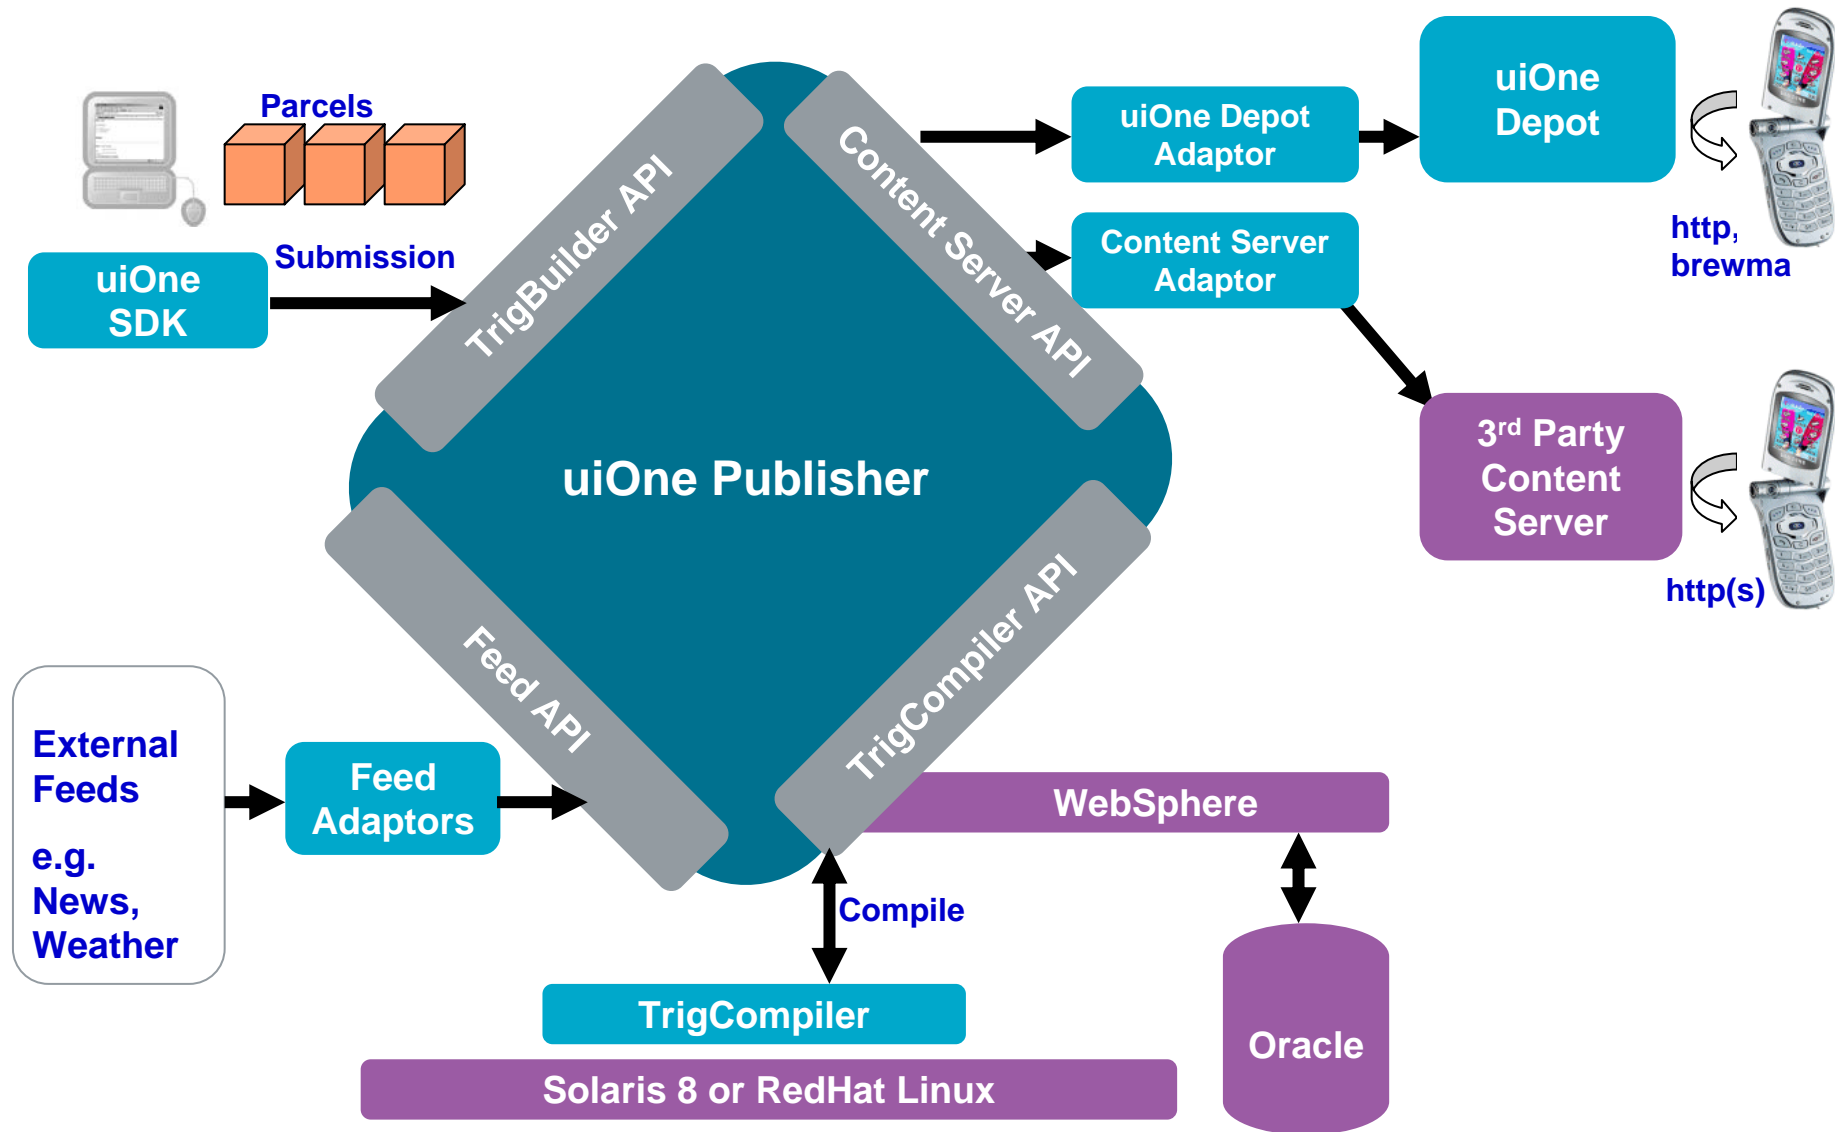 Parcels
Submission
uiOne
SDK
TrigBuilder API
Content Server API
uiOne Depot
Adaptor
uiOne
Depot
http,
brewma
Content Server
Adaptor
3rd Party
Content
Server
http(s)
uiOne Publisher
Feed API
TrigCompiler API
External
Feeds
e.g.
News,
Weather
Feed
Adaptors
WebSphere
Compile
TrigCompiler
Oracle
Solaris 8 or RedHat Linux